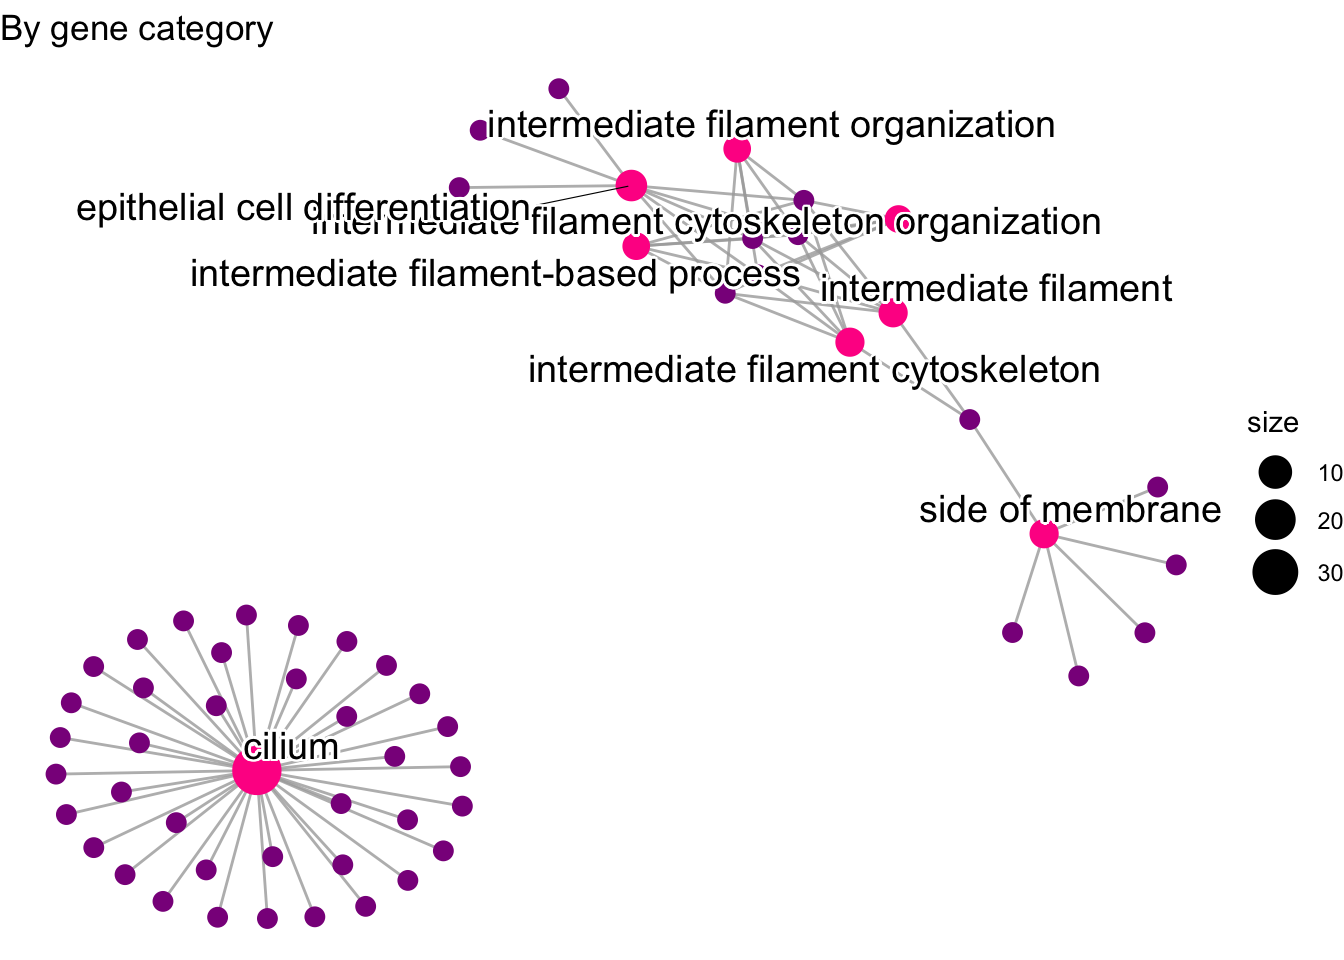 By gene category
intermediate filament organization
epithelial cell differentiation
intermediate filament cytoskeleton organization
intermediate filament-based process
intermediate filament
intermediate filament cytoskeleton
size
10
20
30
side of membrane
cilium